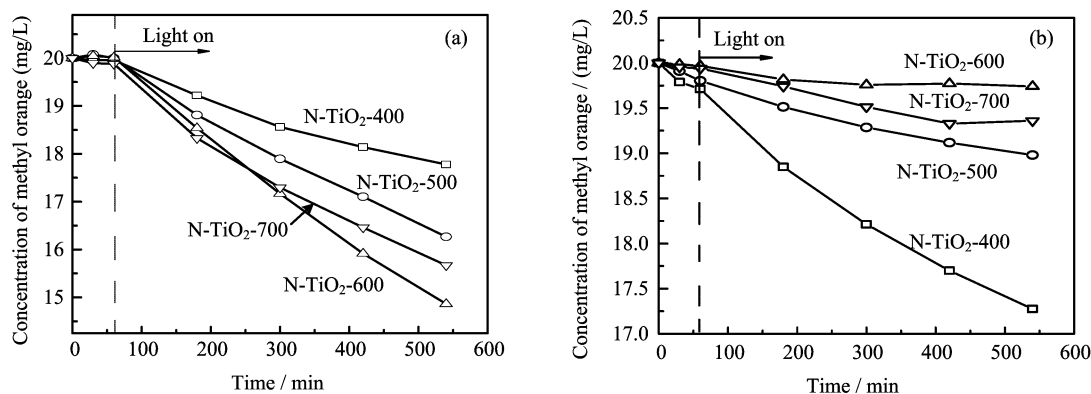 Concentration of methyl orange (mg/L)
20
19
18
17
16
15
Light on
(a)
N-TiO₂-400
N-TiO₂-500
N-TiO₂-700
N-TiO₂-600
0 100 200 300 400 500 600
Time / min
Concentration of methyl orange / (mg/L)
20.5
20.0
19.5
19.0
18.5
18.0
17.5
17.0
Light on
(b)
N-TiO₂-600
N-TiO₂-700
N-TiO₂-500
N-TiO₂-400
0 100 200 300 400 500 600
Time / min